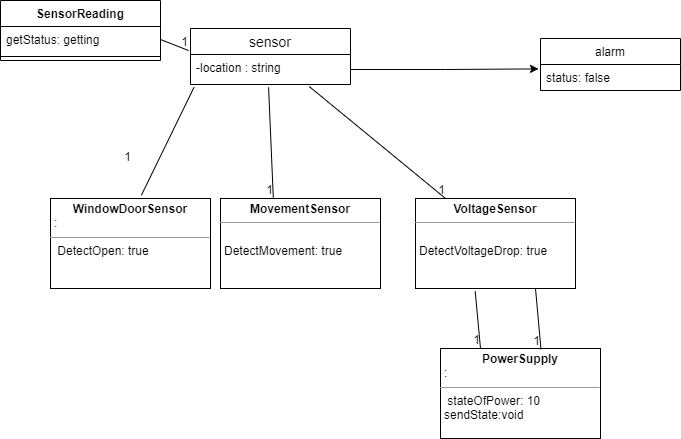 SensorReading
getStatus: getting
1
sensor
-location : string
alarm
status: false
1
1
1
WindowDoorSensor
:
DetectOpen: true
MovementSensor
DetectMovement: true
VoltageSensor
DetectVoltageDrop: true
1
1
PowerSupply
:
stateOfPower: 10
sendState:void